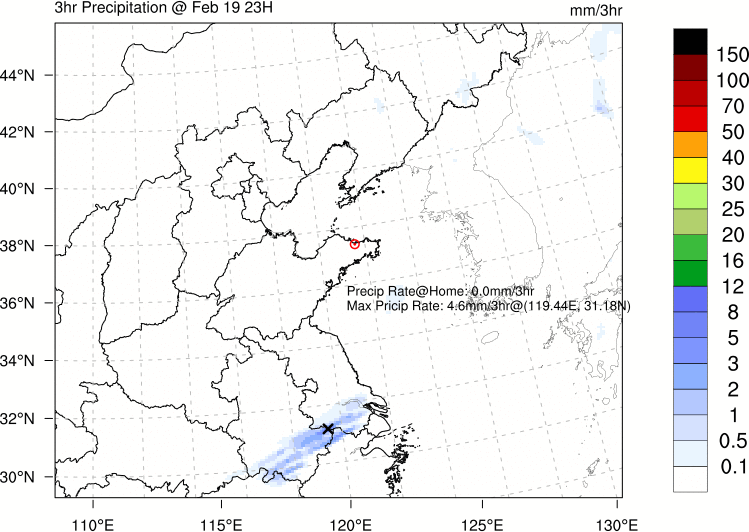 3hr Precipitation @ Feb 19 23H
mm/3hr
44°N
42°N
40°N
38°N
36°N
34°N
32°N
30°N
Precip Rate@Home: 0.0mm/3hr
Max Pricip Rate: 4.6mm/3hr@(119.44E, 31.18N)
110°E
115°E
120°E
125°E
130°E
150
100
70
50
40
30
25
20
16
12
8
5
3
2
1
0.5
0.1